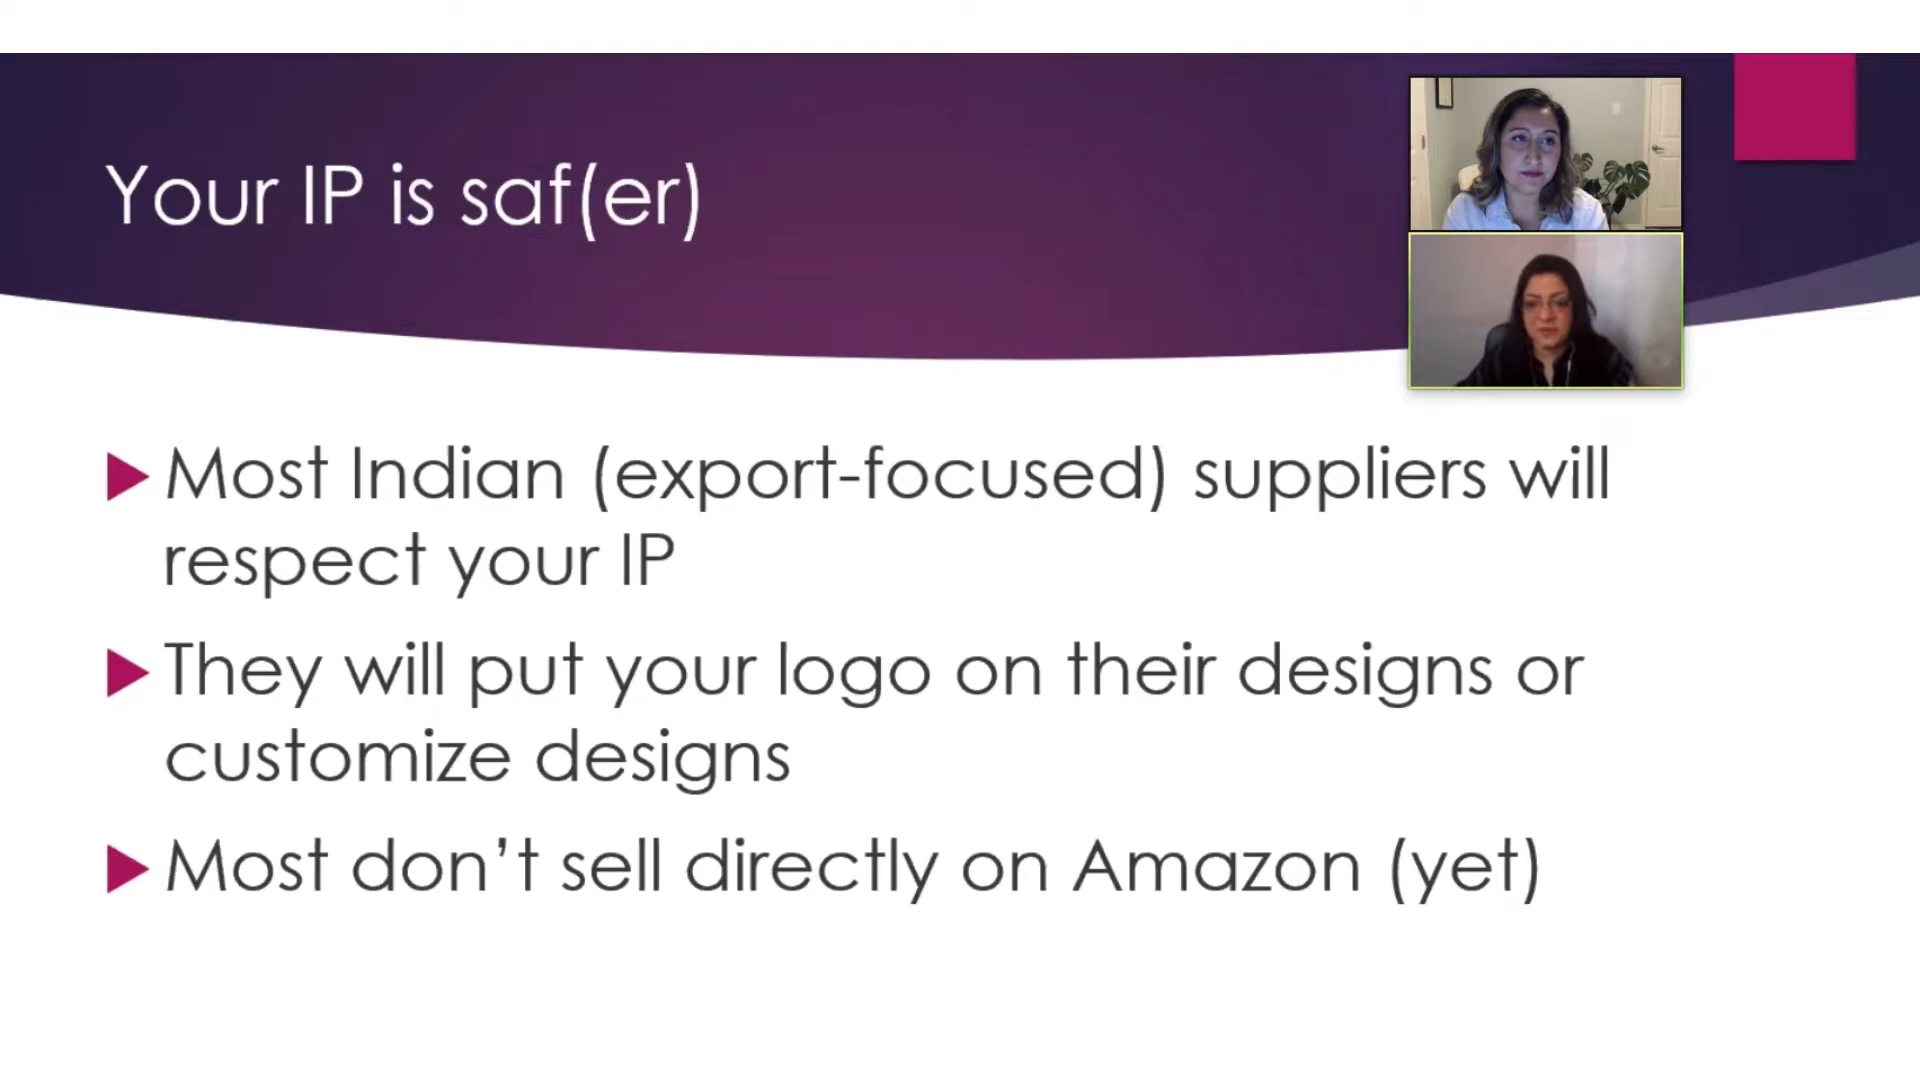 Your IP is saf(er)
Most Indian (export-focused) suppliers will
respect your IP
They will put your logo on their designs or
customize designs
Most don’t sell directly on Amazon (yet)